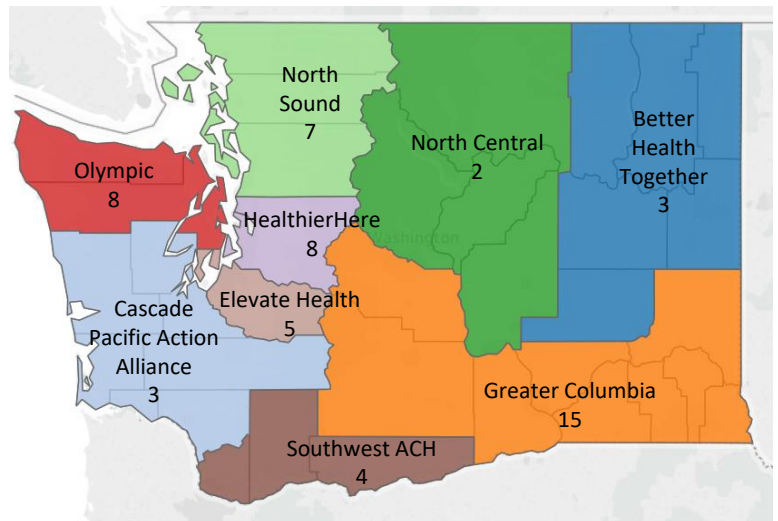 North
Sound
7
North Central
2
Better
Health
Together
3
Olympic
8
HealthierHere
8
Washington
Elevate Health
5
Cascade
Pacific Action
Alliance
3
Greater Columbia
15
Southwest ACH
4